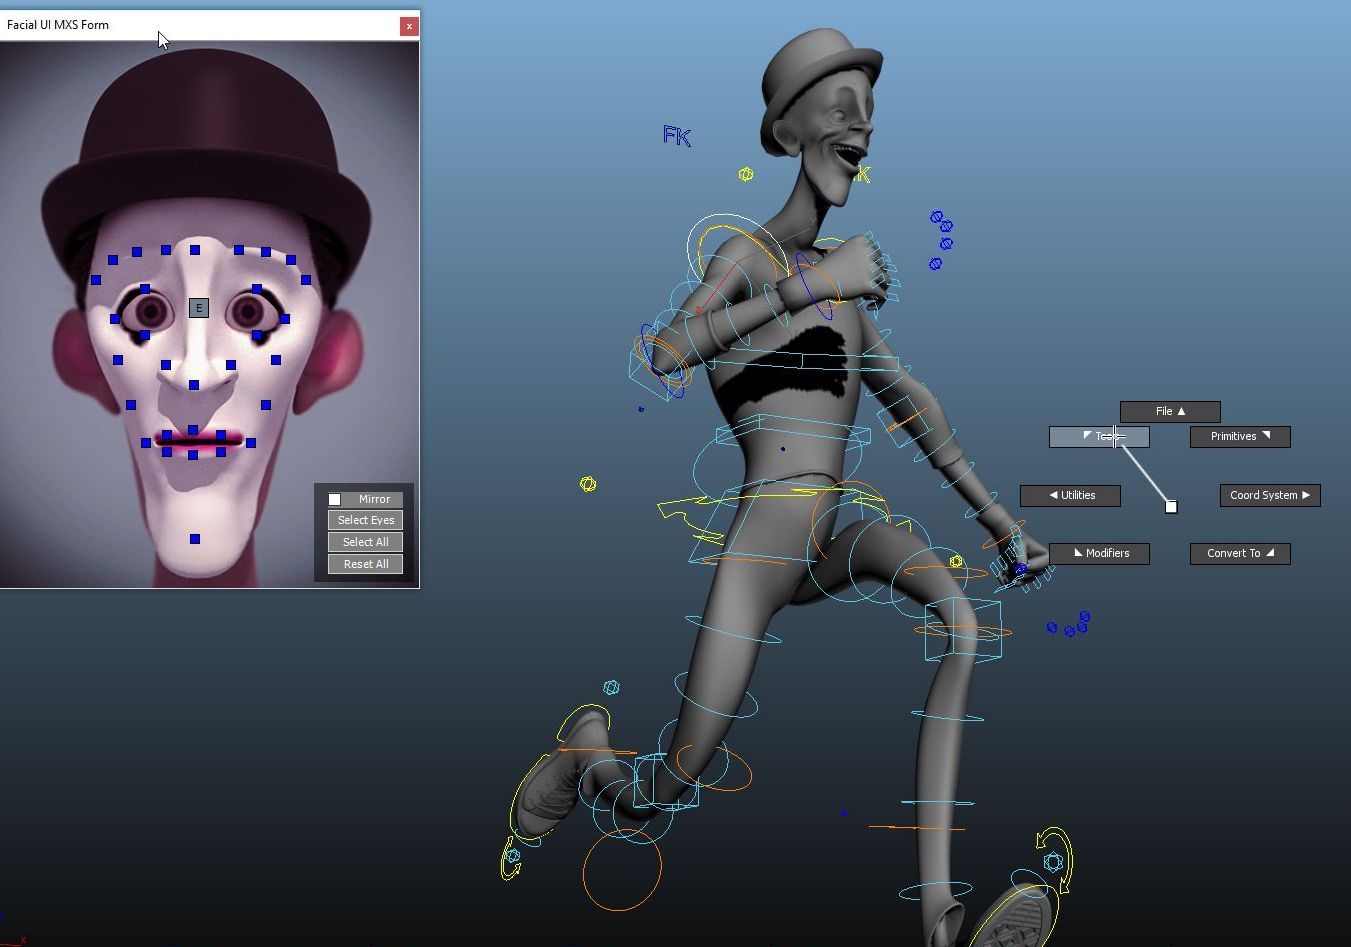 Facial UI MXS Form
x
E
Mirror
Select Eyes
Select All
Reset All
FK
File ▲
◤
Primitives ◥
◀ Utilities
Coord System ▶
◣ Modifiers
Convert To ◢
x